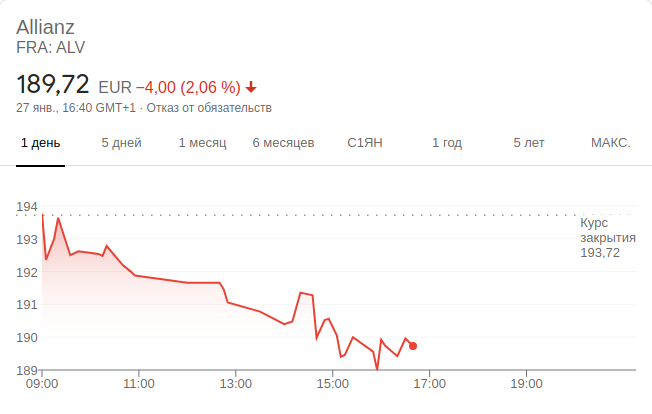 Allianz
FRA: ALV
189,72 EUR −4,00 (2,06 %)
27 янв., 16:40 GMT+1 · Отказ от обязательств
1 день 5 дней 1 месяц 6 месяцев С1ЯН 1 год 5 лет МАКС.
194
Курс
193
закрытия
193,72
192
191
190
189
09:00 11:00 13:00 15:00 17:00 19:00